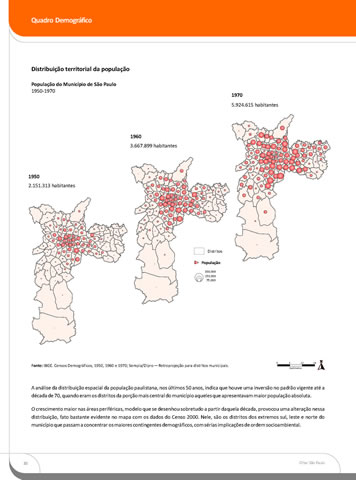 Quadro Demográfico
Distribuição territorial da população
População do Município de São Paulo
1950-1970
1970
5.924.615 habitantes
1960
3.667.899 habitantes
1950
2.151.313 habitantes
Distritos
População
Fonte: IBGE. Censos Demográficos, 1950, 1960 e 1970; Sempla/Dipro — Retroprojeção para distritos municipais.
A análise da distribuição espacial da população paulistana, nos últimos 50 anos, indica que houve uma inversão no padrão vigente até a
década de 70, quando eram os distritos da porção mais central do município aqueles que apresentavam maior população absoluta.
O crescimento maior nas áreas periféricas, modelo que se desenhou sobretudo a partir daquela década, provocou uma alteração nessa
distribuição, fato bastante evidente no mapa com os dados do Censo 2000. Nele, são os distritos dos extremos sul, leste e norte do
município que passam a concentrar os maiores contingentes demográficos, com sérias implicações de ordem socioambiental.